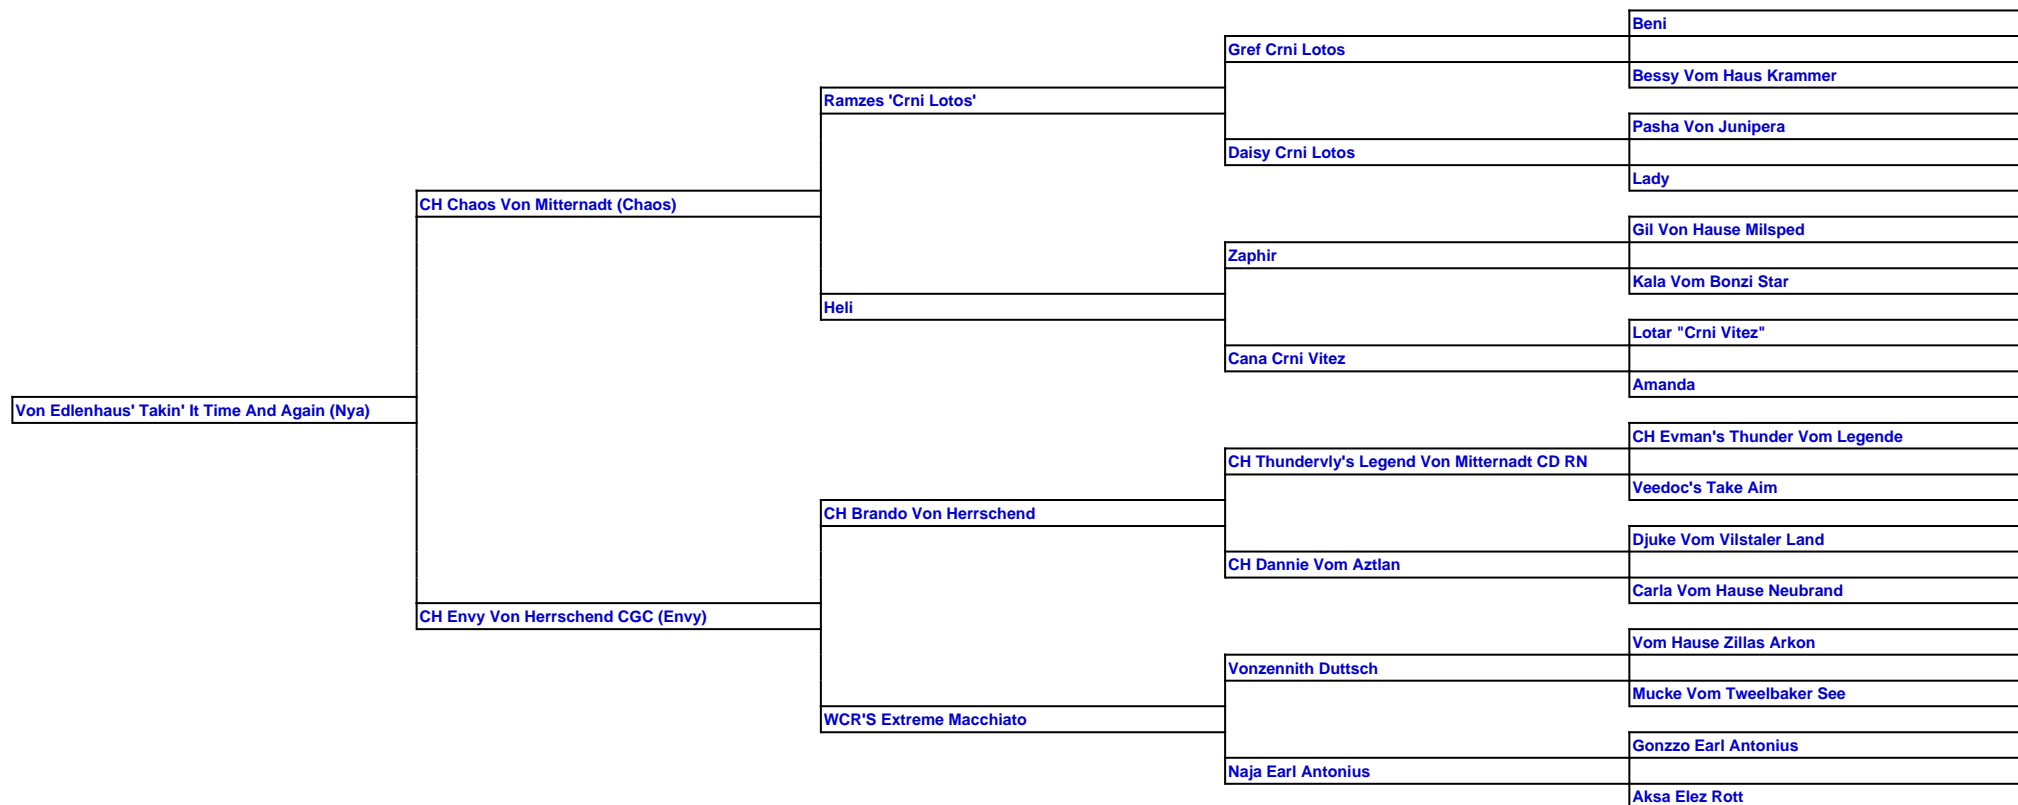 Beni
Gref Crni Lotos
Bessy Vom Haus Krammer
Ramzes 'Crni Lotos'
Pasha Von Junipera
Daisy Crni Lotos
Lady
CH Chaos Von Mitternadt (Chaos)
Gil Von Hause Milsped
Zaphir
Kala Vom Bonzi Star
Heli
Lotar "Crni Vitez"
Cana Crni Vitez
Amanda
Von Edlenhaus' Takin' It Time And Again (Nya)
CH Evman's Thunder Vom Legende
CH Thundervly's Legend Von Mitternadt CD RN
Veedoc's Take Aim
CH Brando Von Herrschend
Djuke Vom Vilstaler Land
CH Dannie Vom Aztlan
Carla Vom Hause Neubrand
CH Envy Von Herrschend CGC (Envy)
Vom Hause Zillas Arkon
Vonzennith Duttsch
Mucke Vom Tweelbaker See
WCR'S Extreme Macchiato
Gonzzo Earl Antonius
Naja Earl Antonius
Aksa Elez Rott